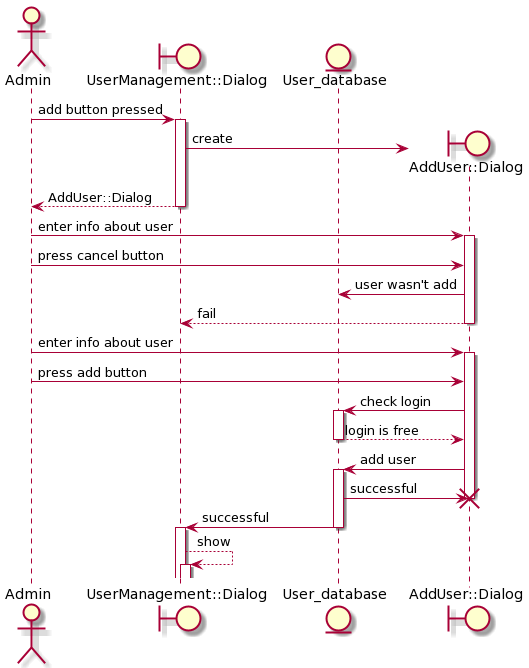 Admin
UserManagement::Dialog
User_database
add button pressed
create
AddUser::Dialog
AddUser::Dialog
enter info about user
press cancel button
user wasn't add
fail
enter info about user
press add button
check login
login is free
add user
successful
successful
show
Admin
UserManagement::Dialog
User_database
AddUser::Dialog